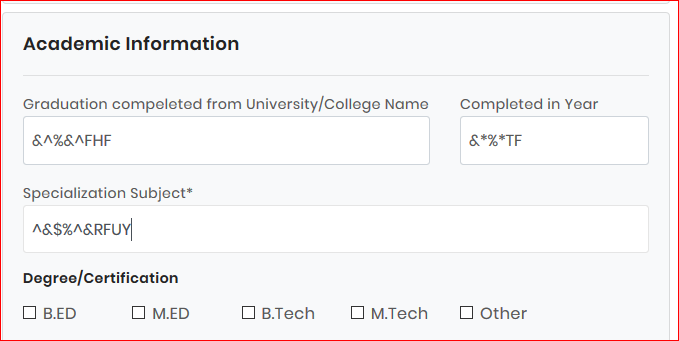 Academic Information
Graduation compeleted from University/College Name Completed in Year
&^%&^FHF &*%*TF
Specialization Subject*
^&$%^&RFUY
Degree/Certification
B.ED M.ED B.Tech M.Tech Other